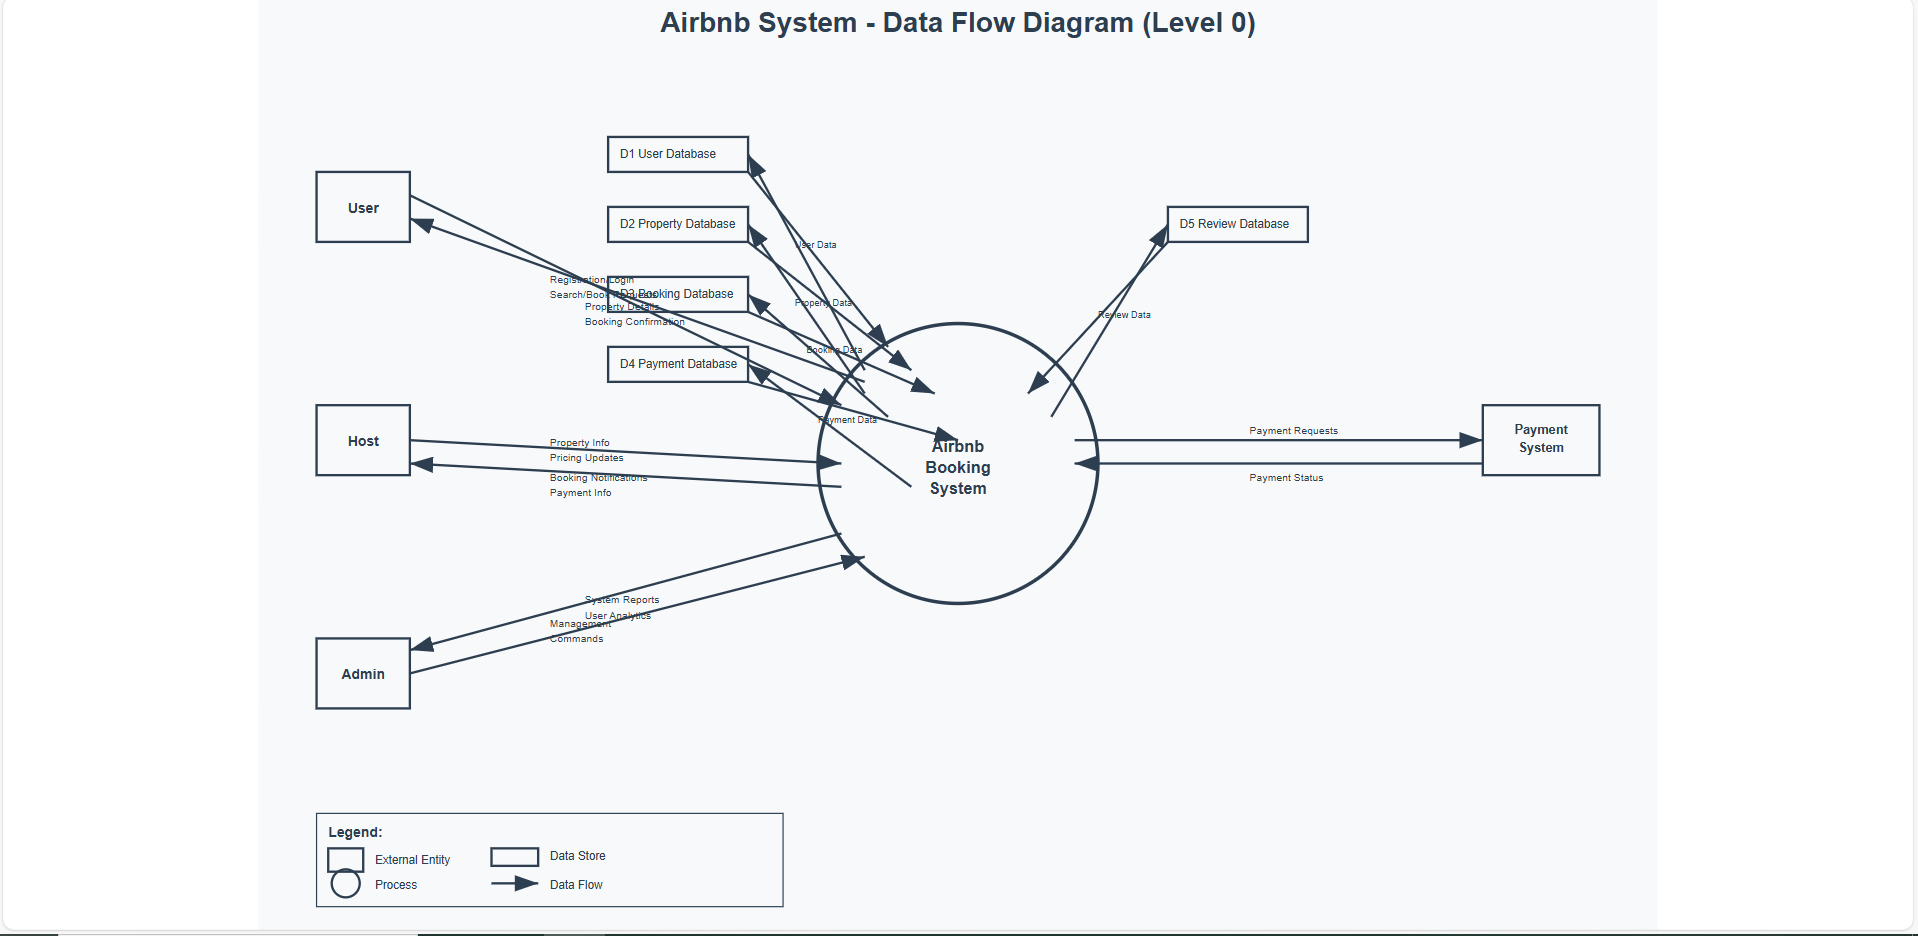 Airbnb System - Data Flow Diagram (Level 0)
D1 User Database
User
D2 Property Database
D5 Review Database
User Data
Registration/Login
Search/Book Requests
D3 Booking Database
Property Details
Booking Confirmation
Property Data
Review Data
Booking Data
D4 Payment Database
Payment Data
Host
Property Info
Pricing Updates
Booking Notifications
Payment Info
Airbnb
Booking
System
Payment Requests
Payment Status
Payment
System
System Reports
User Analytics
Management
Commands
Admin
Legend:
External Entity
Data Store
Process
Data Flow